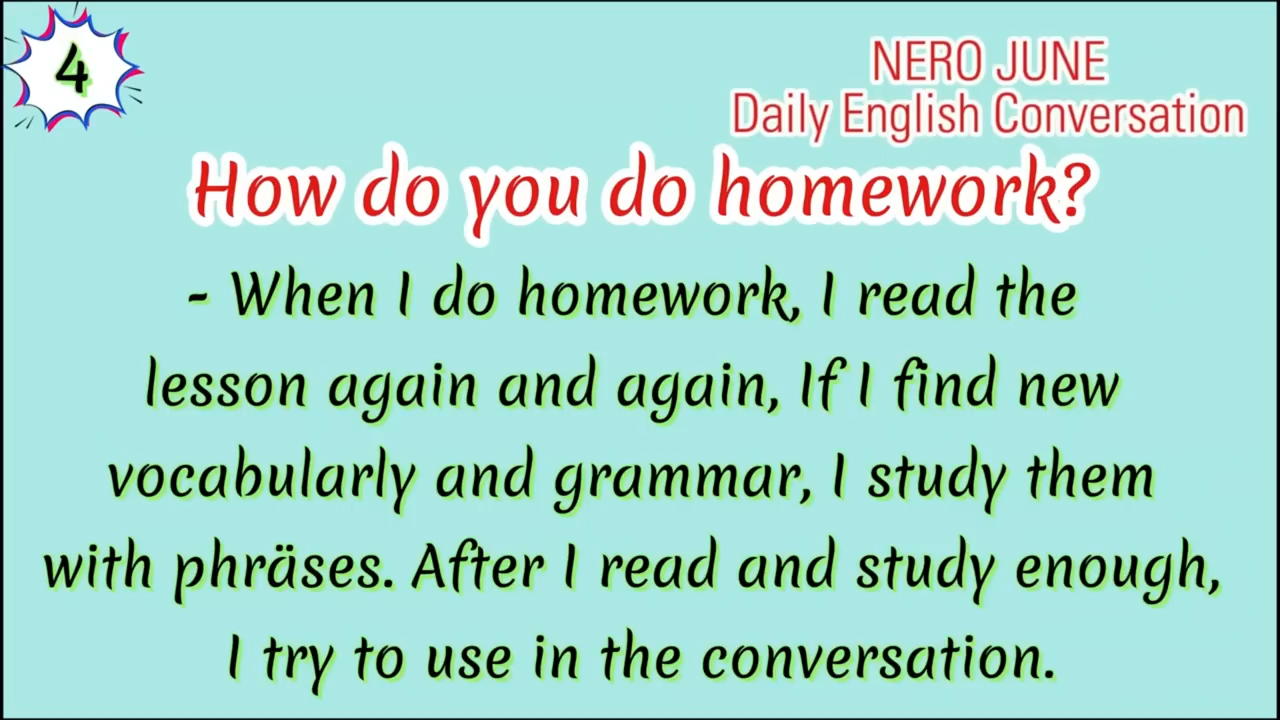 4
NERO JUNE
Daily English Conversation
How do you do homework?
- When I do homework, I read the
lesson again and again, If I find new
vocabularly and grammar, I study them
with phräses. After I read and study enough,
I try to use in the conversation.